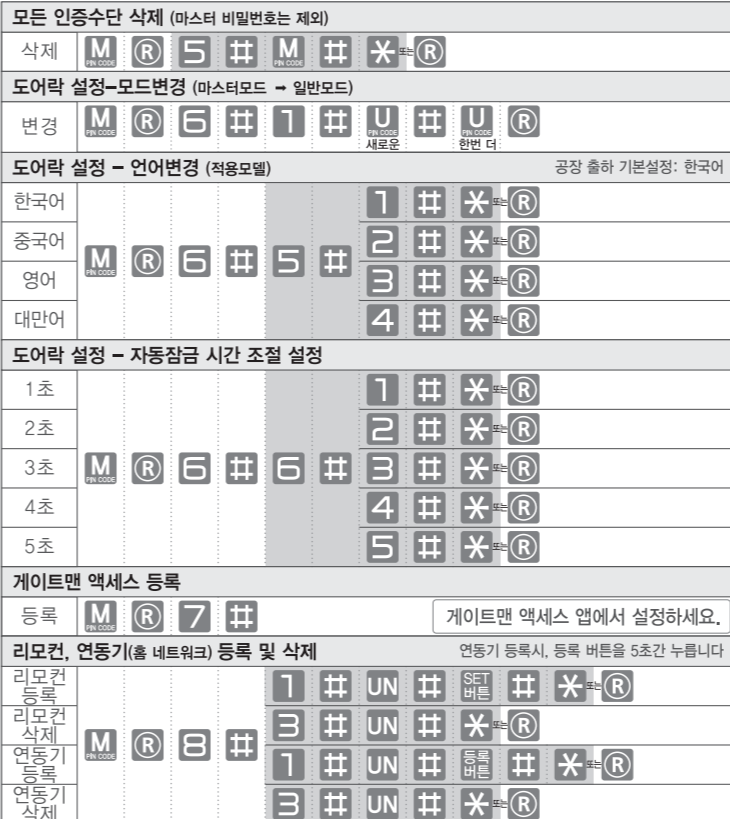 모든 인증수단 삭제 (마스터 비밀번호는 제외)
삭제 M PIN CODE ® 5 # M PIN CODE # * 또는 ®
도어락 설정-모드변경 (마스터모드 → 일반모드)
변경 M PIN CODE ® 6 # 1 # U PIN CODE # U PIN CODE ®
새로운 한번 더
도어락 설정 - 언어변경 (적용모델) 공장 출하 기본설정: 한국어
한국어 1 # * 또는 ®
중국어 2 # * 또는 ®
M PIN CODE ® 6 # 5 #
영어 3 # * 또는 ®
대만어 4 # * 또는 ®
도어락 설정 - 자동잠금 시간 조절 설정
1초 1 # * 또는 ®
2초 2 # * 또는 ®
3초 M PIN CODE ® 6 # 6 # 3 # * 또는 ®
4초 4 # * 또는 ®
5초 5 # * 또는 ®
게이트맨 액세스 등록
등록 M PIN CODE ® 7 # 게이트맨 액세스 앱에서 설정하세요.
리모컨, 연동기(홈 네트워크) 등록 및 삭제 연동기 등록시, 등록 버튼을 5초간 누릅니다
리모컨 등록 1 # UN # SET 버튼 # * 또는 ®
리모컨 삭제 3 # UN # * 또는 ®
M PIN CODE ® 8 #
연동기 등록 1 # UN # 등록 버튼 # * 또는 ®
연동기 삭제 3 # UN # * 또는 ®